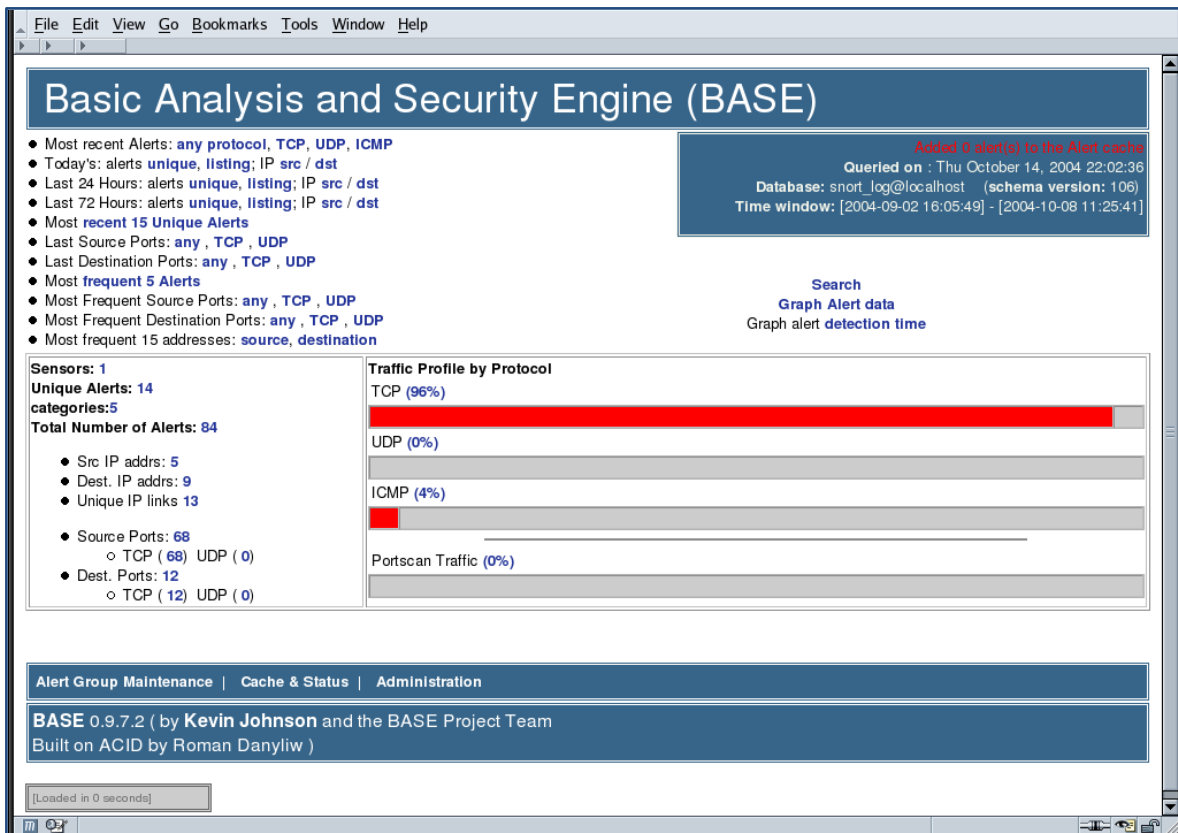 File Edit View Go Bookmarks Tools Window Help
Basic Analysis and Security Engine (BASE)
Most recent Alerts: any protocol, TCP, UDP, ICMP
Today's: alerts unique, listing; IP src / dst
Last 24 Hours: alerts unique, listing; IP src / dst
Last 72 Hours: alerts unique, listing; IP src / dst
Most recent 15 Unique Alerts
Last Source Ports: any , TCP , UDP
Last Destination Ports: any , TCP , UDP
Most frequent 5 Alerts
Most Frequent Source Ports: any , TCP , UDP
Most Frequent Destination Ports: any , TCP , UDP
Most frequent 15 addresses: source, destination
Added 0 alert(s) to the Alert cache
Queried on : Thu October 14, 2004 22:02:36
Database: snort_log@localhost (schema version: 106)
Time window: [2004-09-02 16:05:49] - [2004-10-08 11:25:41]
Search
Graph Alert data
Graph alert detection time
Sensors: 1
Unique Alerts: 14
categories:5
Total Number of Alerts: 84
Src IP addrs: 5
Dest. IP addrs: 9
Unique IP links 13
Source Ports: 68
TCP ( 68) UDP ( 0)
Dest. Ports: 12
TCP ( 12) UDP ( 0)
Traffic Profile by Protocol
TCP (96%)
UDP (0%)
ICMP (4%)
Portscan Traffic (0%)
Alert Group Maintenance | Cache & Status | Administration
BASE 0.9.7.2 ( by Kevin Johnson and the BASE Project Team
Built on ACID by Roman Danyliw )
[Loaded in 0 seconds]